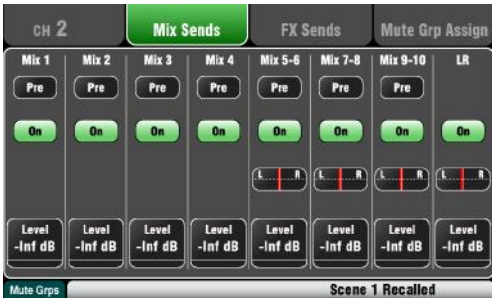 CH 2 Mix Sends FX Sends Mute Grp Assign
Mix 1 Mix 2 Mix 3 Mix 4 Mix 5-6 Mix 7-8 Mix 9-10 LR
Pre Pre Pre Pre Pre Pre Pre
On On On On On On On On
L R L R L R L R
Level Level Level Level Level Level Level Level
-Inf dB -Inf dB -Inf dB -Inf dB -Inf dB -Inf dB -Inf dB -Inf dB
Mute Grps Scene 1 Recalled